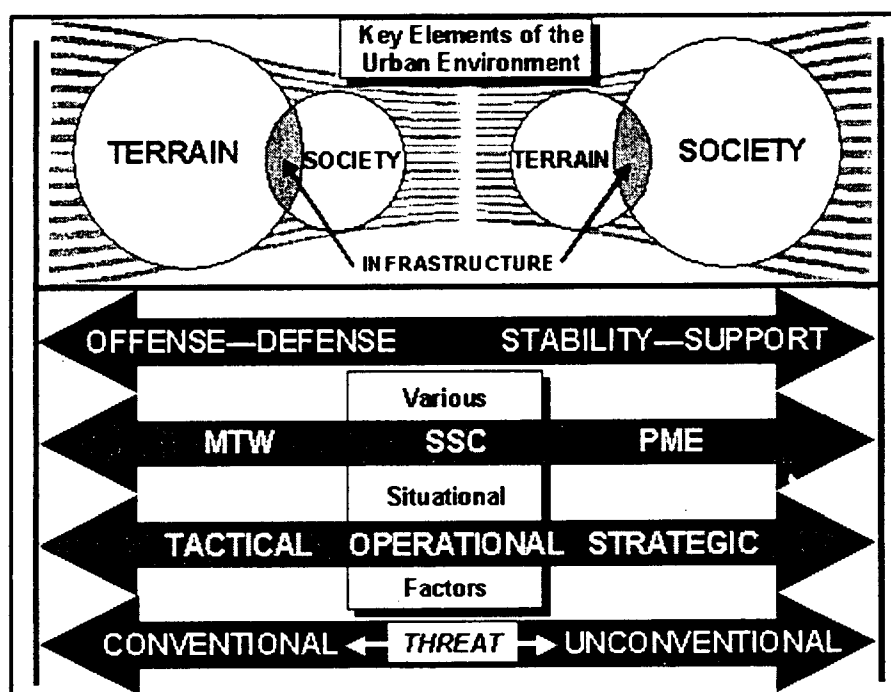 Key Elements of the
Urban Environment
TERRAIN
SOCIETY
TERRAIN
SOCIETY
INFRASTRUCTURE
OFFENSE—DEFENSE
STABILITY—SUPPORT
Various
MTW
SSC
PME
Situational
TACTICAL
OPERATIONAL
STRATEGIC
Factors
CONVENTIONAL
THREAT
UNCONVENTIONAL